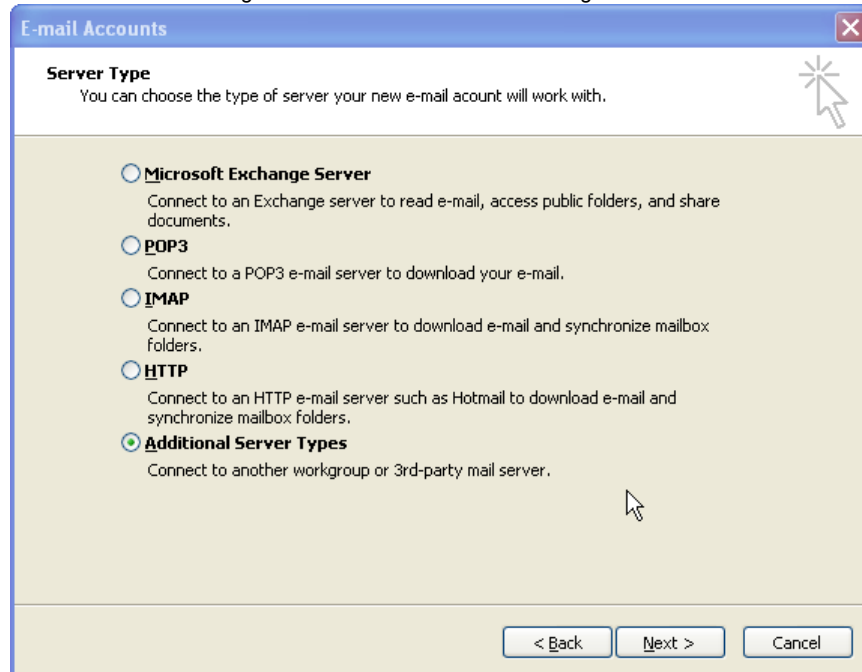 E-mail Accounts
Server Type
You can choose the type of server your new e-mail acount will work with.
Microsoft Exchange Server
Connect to an Exchange server to read e-mail, access public folders, and share
documents.
POP3
Connect to a POP3 e-mail server to download your e-mail.
IMAP
Connect to an IMAP e-mail server to download e-mail and synchronize mailbox
folders.
HTTP
Connect to an HTTP e-mail server such as Hotmail to download e-mail and
synchronize mailbox folders.
Additional Server Types
Connect to another workgroup or 3rd-party mail server.
< Back Next > Cancel